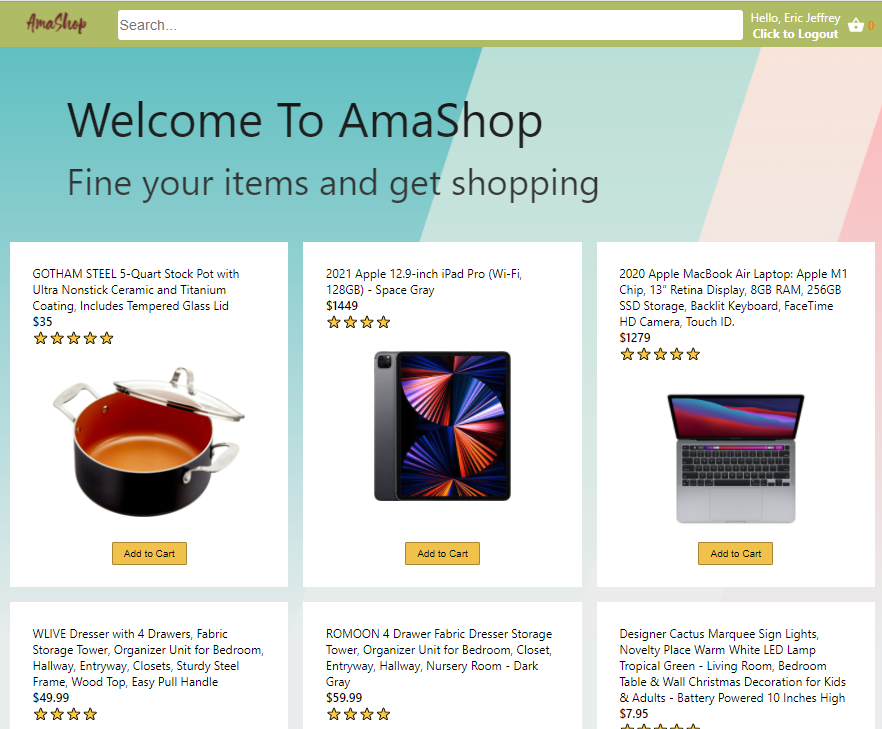 AmaShop
Search...
Hello, Eric Jeffrey
Click to Logout
0
Welcome To AmaShop
Fine your items and get shopping
GOTHAM STEEL 5-Quart Stock Pot with
Ultra Nonstick Ceramic and Titanium
Coating, Includes Tempered Glass Lid
$35
Add to Cart
2021 Apple 12.9-inch iPad Pro (Wi-Fi,
128GB) - Space Gray
$1449
Add to Cart
2020 Apple MacBook Air Laptop: Apple M1
Chip, 13” Retina Display, 8GB RAM, 256GB
SSD Storage, Backlit Keyboard, FaceTime
HD Camera, Touch ID.
$1279
Add to Cart
WLIVE Dresser with 4 Drawers, Fabric
Storage Tower, Organizer Unit for Bedroom,
Hallway, Entryway, Closets, Sturdy Steel
Frame, Wood Top, Easy Pull Handle
$49.99
ROMOON 4 Drawer Fabric Dresser Storage
Tower, Organizer Unit for Bedroom, Closet,
Entryway, Hallway, Nursery Room - Dark
Gray
$59.99
Designer Cactus Marquee Sign Lights,
Novelty Place Warm White LED Lamp
Tropical Green - Living Room, Bedroom
Table & Wall Christmas Decoration for Kids
& Adults - Battery Powered 10 Inches High
$7.95